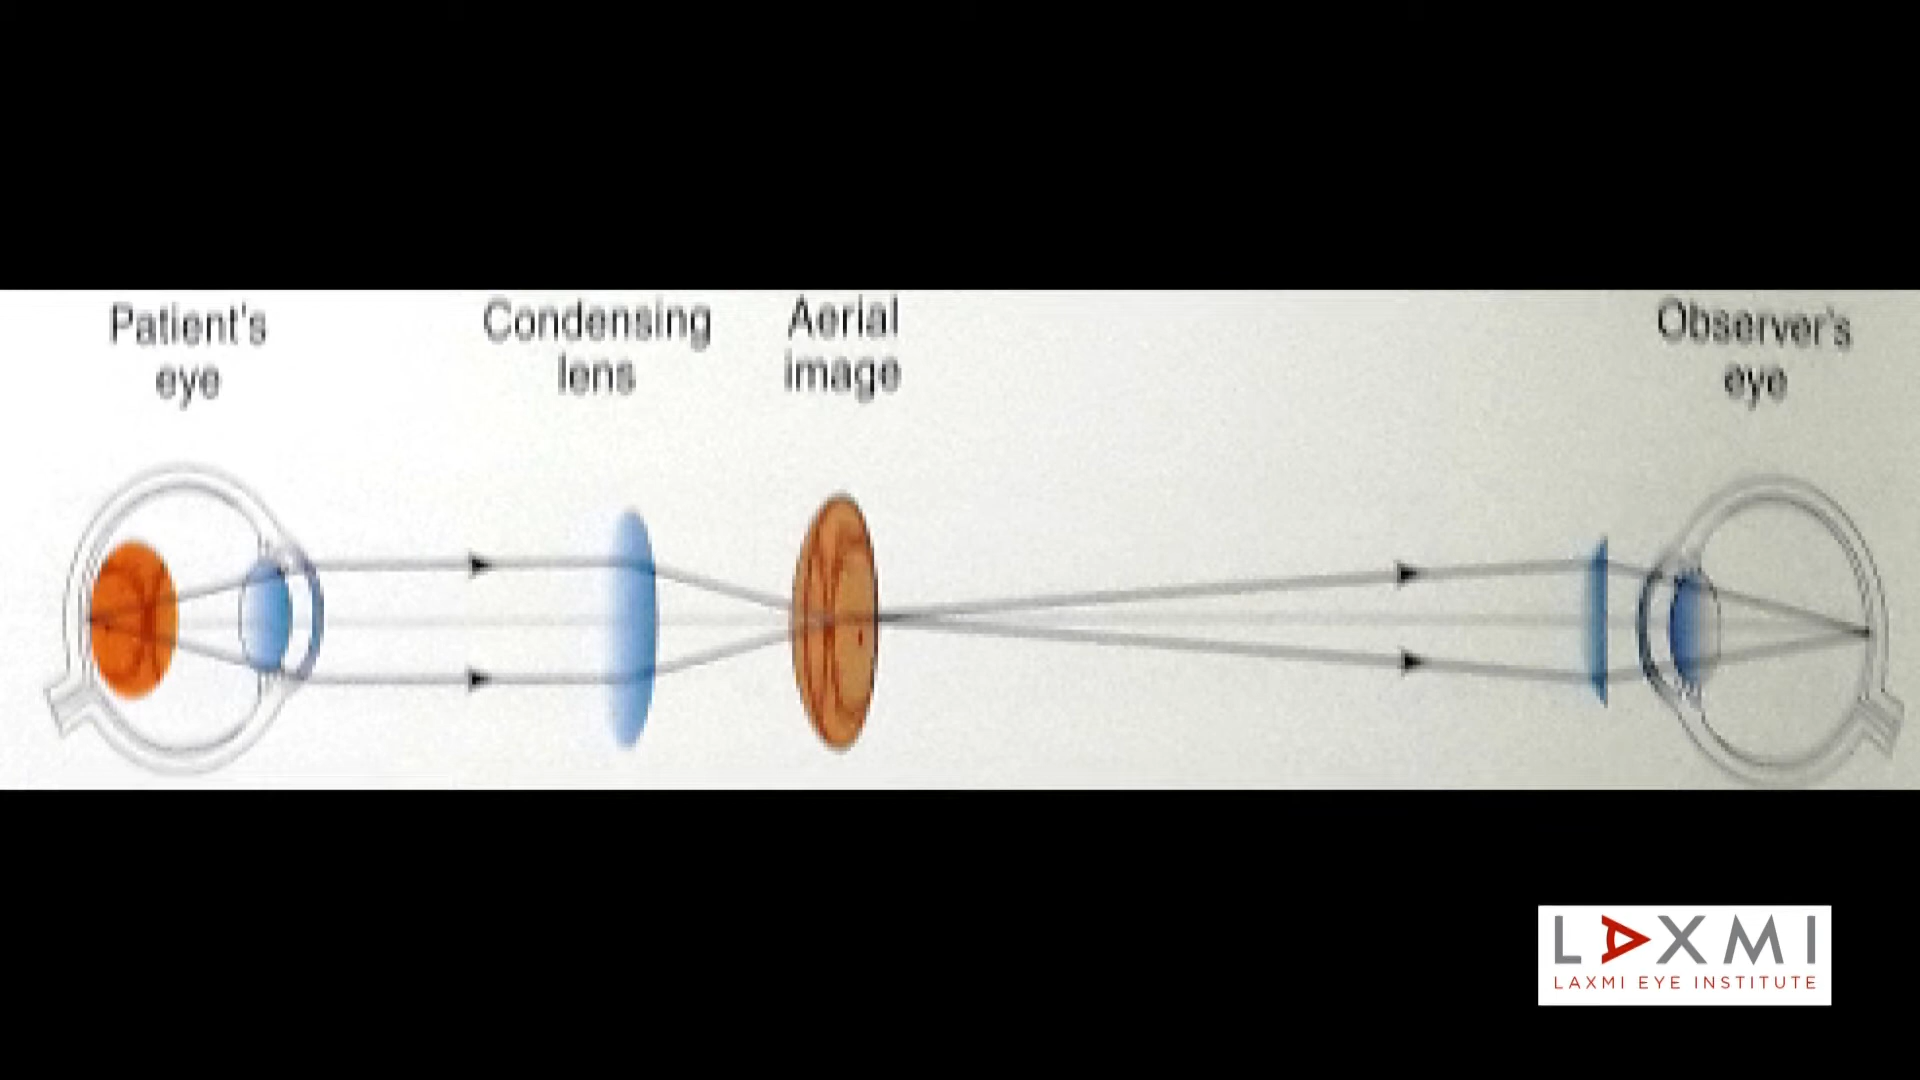 Patient's
eye
Condensing
lens
Aerial
image
Observer's
eye
LAXMI
LAXMI EYE INSTITUTE